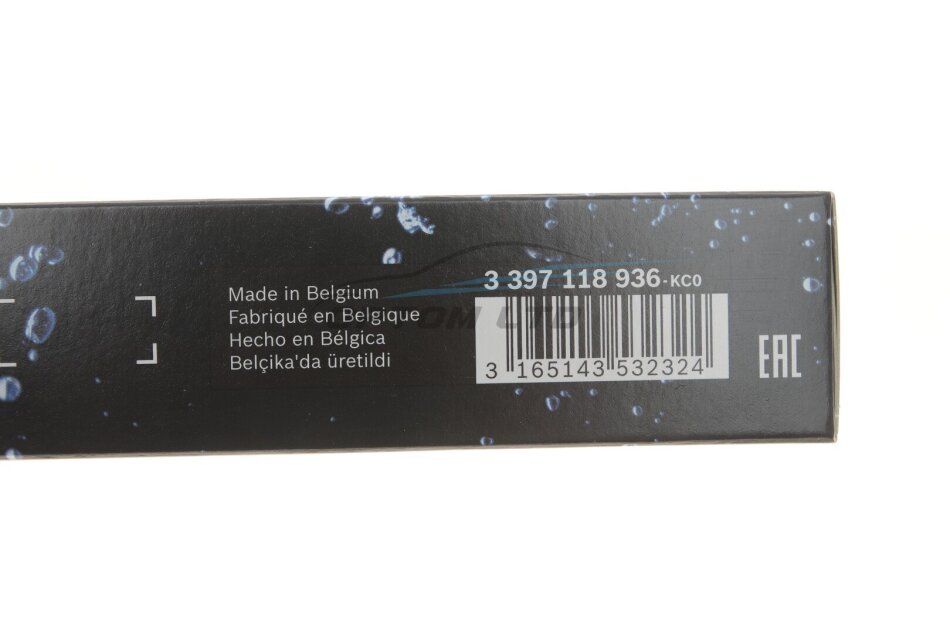 3 397 118 936-KC0
Made in Belgium
Fabriqué en Belgique
Hecho en Bélgica
Belçika'da üretildi
3 165143 532324
EAC
LTD